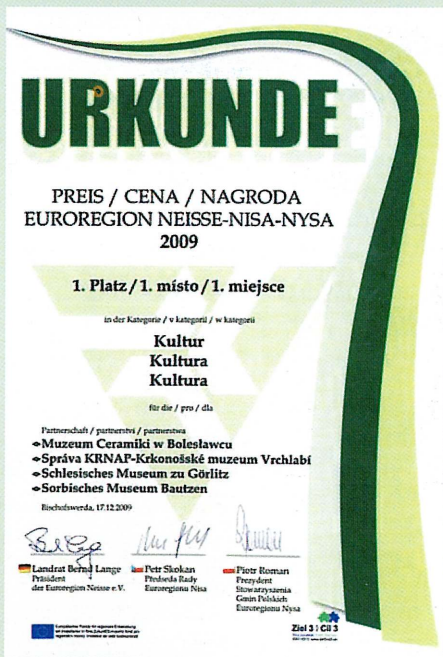 URKUNDE
PREIS / CENA / NAGRODA
EUROREGION NEISSE-NISA-NYSA
2009
1. Platz / 1. místo / 1. miejsce
in der Kategorie / v kategorii / w kategorii
Kultur
Kultura
Kultura
für die / pro / dla
Partnerschaft / partnerství / partnerstwa
Muzeum Ceramiki w Bolesławcu
Správa KRNAP-Krkonošské muzeum Vrchlabí
Schlesisches Museum zu Görlitz
Sorbisches Museum Bautzen
Bischofswerda, 17.12.2009
Landrat Bernd Lange
Präsident
der Euroregion Neisse e.V.
Petr Skokan
Předseda Rady
Euroregionu Nisa
Piotr Roman
Prezydent
Stowarzyszenia
Gmin Polskich
Euroregionu Nysa
Ziel 3 | Cíl 3